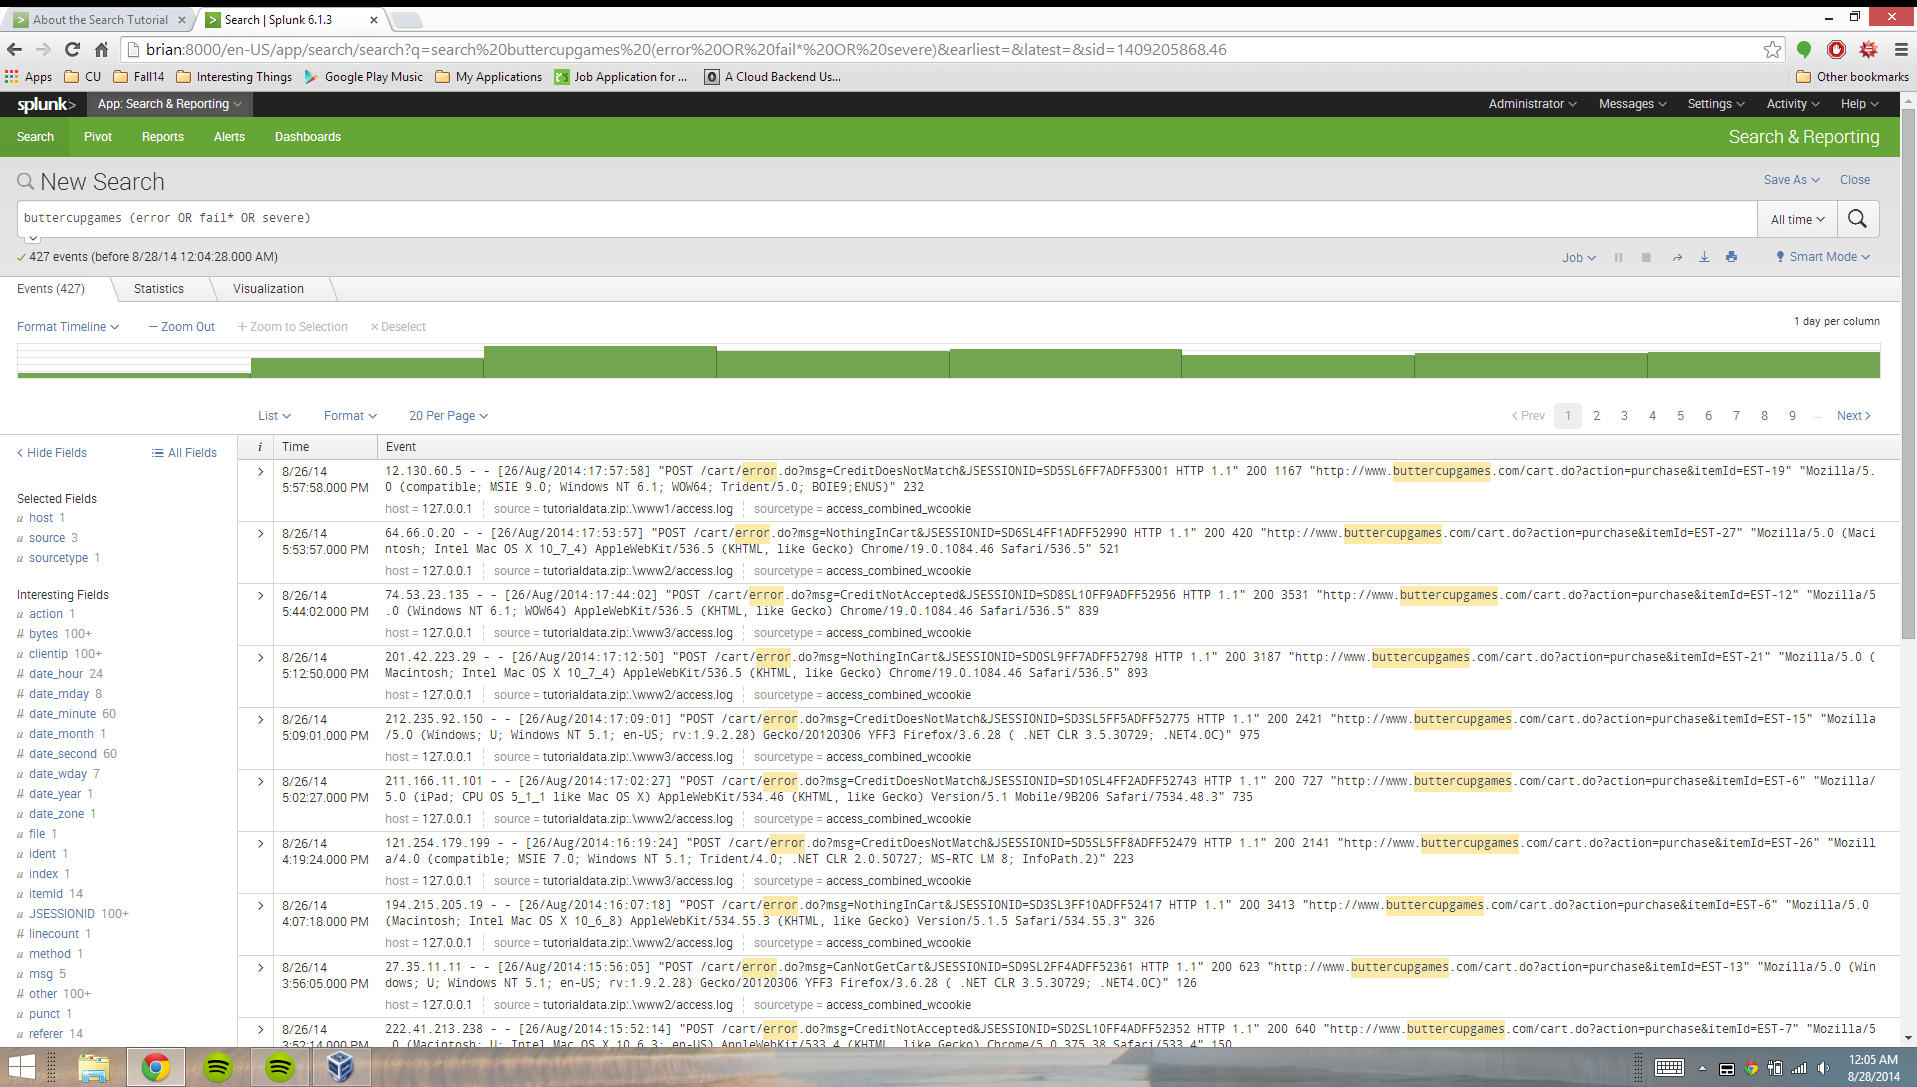 About the Search Tutorial
Search | Splunk 6.1.3
brian:8000/en-US/app/search/search?q=search%20buttercupgames%20(error%20OR%20fail*%20OR%20severe)&earliest=&latest=&sid=1409205868.46
Apps CU Fall14 Interesting Things Google Play Music My Applications Job Application for ... A Cloud Backend Us... Other bookmarks
splunk> App: Search & Reporting Administrator Messages Settings Activity Help
Search Pivot Reports Alerts Dashboards Search & Reporting
New Search Save As Close
buttercupgames (error OR fail* OR severe) All time
427 events (before 8/28/14 12:04:28.000 AM) Job Smart Mode
Events (427) Statistics Visualization
Format Timeline — Zoom Out + Zoom to Selection × Deselect 1 day per column
List Format 20 Per Page < Prev 1 2 3 4 5 6 7 8 9 ... Next >
< Hide Fields All Fields
Selected Fields
a host 1
a source 3
a sourcetype 1
Interesting Fields
a action 1
# bytes 100+
a clientip 100+
# date_hour 24
# date_mday 8
# date_minute 60
a date_month 1
# date_second 60
a date_wday 7
# date_year 1
a date_zone 1
a file 1
a ident 1
a index 1
a itemId 14
a JSESSIONID 100+
# linecount 1
a method 1
a msg 5
# other 100+
a punct 1
a referer 14
i Time Event
8/26/14 12.130.60.5 - - [26/Aug/2014:17:57:58] "POST /cart/error.do?msg=CreditDoesNotMatch&JSESSIONID=SD5SL6FF7ADFF53001 HTTP 1.1" 200 1167 "http://www.buttercupgames.com/cart.do?action=purchase&itemId=EST-19" "Mozilla/5.
5:57:58.000 PM 0 (compatible; MSIE 9.0; Windows NT 6.1; WOW64; Trident/5.0; BOIE9;ENUS)" 232
host = 127.0.0.1 source = tutorialdata.zip:.\www1/access.log sourcetype = access_combined_wcookie
8/26/14 64.66.0.20 - - [26/Aug/2014:17:53:57] "POST /cart/error.do?msg=NothingInCart&JSESSIONID=SD6SL4FF1ADFF52990 HTTP 1.1" 200 420 "http://www.buttercupgames.com/cart.do?action=purchase&itemId=EST-27" "Mozilla/5.0 (Maci
5:53:57.000 PM ntosh; Intel Mac OS X 10_7_4) AppleWebKit/536.5 (KHTML, like Gecko) Chrome/19.0.1084.46 Safari/536.5" 521
host = 127.0.0.1 source = tutorialdata.zip:.\www2/access.log sourcetype = access_combined_wcookie
8/26/14 74.53.23.135 - - [26/Aug/2014:17:44:02] "POST /cart/error.do?msg=CreditNotAccepted&JSESSIONID=SD8SL10FF9ADFF52956 HTTP 1.1" 200 3531 "http://www.buttercupgames.com/cart.do?action=purchase&itemId=EST-12" "Mozilla/5
5:44:02.000 PM .0 (Windows NT 6.1; WOW64) AppleWebKit/536.5 (KHTML, like Gecko) Chrome/19.0.1084.46 Safari/536.5" 839
host = 127.0.0.1 source = tutorialdata.zip:.\www3/access.log sourcetype = access_combined_wcookie
8/26/14 201.42.223.29 - - [26/Aug/2014:17:12:50] "POST /cart/error.do?msg=NothingInCart&JSESSIONID=SD0SL9FF7ADFF52798 HTTP 1.1" 200 3187 "http://www.buttercupgames.com/cart.do?action=purchase&itemId=EST-21" "Mozilla/5.0 (
5:12:50.000 PM Macintosh; Intel Mac OS X 10_7_4) AppleWebKit/536.5 (KHTML, like Gecko) Chrome/19.0.1084.46 Safari/536.5" 893
host = 127.0.0.1 source = tutorialdata.zip:.\www2/access.log sourcetype = access_combined_wcookie
8/26/14 212.235.92.150 - - [26/Aug/2014:17:09:01] "POST /cart/error.do?msg=CreditDoesNotMatch&JSESSIONID=SD3SL5FF5ADFF52775 HTTP 1.1" 200 2421 "http://www.buttercupgames.com/cart.do?action=purchase&itemId=EST-15" "Mozilla
5:09:01.000 PM /5.0 (Windows; U; Windows NT 5.1; en-US; rv:1.9.2.28) Gecko/20120306 YFF3 Firefox/3.6.28 ( .NET CLR 3.5.30729; .NET4.0C)" 975
host = 127.0.0.1 source = tutorialdata.zip:.\www3/access.log sourcetype = access_combined_wcookie
8/26/14 211.166.11.101 - - [26/Aug/2014:17:02:27] "POST /cart/error.do?msg=CreditDoesNotMatch&JSESSIONID=SD10SL4FF2ADFF52743 HTTP 1.1" 200 727 "http://www.buttercupgames.com/cart.do?action=purchase&itemId=EST-6" "Mozilla/
5:02:27.000 PM 5.0 (iPad; CPU OS 5_1_1 like Mac OS X) AppleWebKit/534.46 (KHTML, like Gecko) Version/5.1 Mobile/9B206 Safari/7534.48.3" 735
host = 127.0.0.1 source = tutorialdata.zip:.\www2/access.log sourcetype = access_combined_wcookie
8/26/14 121.254.179.199 - - [26/Aug/2014:16:19:24] "POST /cart/error.do?msg=CreditDoesNotMatch&JSESSIONID=SD5SL5FF8ADFF52479 HTTP 1.1" 200 2141 "http://www.buttercupgames.com/cart.do?action=purchase&itemId=EST-26" "Mozill
4:19:24.000 PM a/4.0 (compatible; MSIE 7.0; Windows NT 5.1; Trident/4.0; .NET CLR 2.0.50727; MS-RTC LM 8; InfoPath.2)" 223
host = 127.0.0.1 source = tutorialdata.zip:.\www3/access.log sourcetype = access_combined_wcookie
8/26/14 194.215.205.19 - - [26/Aug/2014:16:07:18] "POST /cart/error.do?msg=NothingInCart&JSESSIONID=SD3SL3FF10ADFF52417 HTTP 1.1" 200 3413 "http://www.buttercupgames.com/cart.do?action=purchase&itemId=EST-6" "Mozilla/5.0
4:07:18.000 PM (Macintosh; Intel Mac OS X 10_6_8) AppleWebKit/534.55.3 (KHTML, like Gecko) Version/5.1.5 Safari/534.55.3" 326
host = 127.0.0.1 source = tutorialdata.zip:.\www2/access.log sourcetype = access_combined_wcookie
8/26/14 27.35.11.11 - - [26/Aug/2014:15:56:05] "POST /cart/error.do?msg=CanNotGetCart&JSESSIONID=SD9SL2FF4ADFF52361 HTTP 1.1" 200 623 "http://www.buttercupgames.com/cart.do?action=purchase&itemId=EST-13" "Mozilla/5.0 (Win
3:56:05.000 PM dows; U; Windows NT 5.1; en-US; rv:1.9.2.28) Gecko/20120306 YFF3 Firefox/3.6.28 ( .NET CLR 3.5.30729; .NET4.0C)" 126
host = 127.0.0.1 source = tutorialdata.zip:.\www2/access.log sourcetype = access_combined_wcookie
8/26/14 222.41.213.238 - - [26/Aug/2014:15:52:14] "POST /cart/error.do?msg=CreditNotAccepted&JSESSIONID=SD2SL10FF4ADFF52352 HTTP 1.1" 200 640 "http://www.buttercupgames.com/cart.do?action=purchase&itemId=EST-7" "Mozilla/5
3:52:14.000 PM .0 (Macintosh; U; Intel Mac OS X 10_6_3; en-US) AppleWebKit/533.4 (KHTML, like Gecko) Chrome/5.0.375.38 Safari/533.4" 150
12:05 AM
8/28/2014